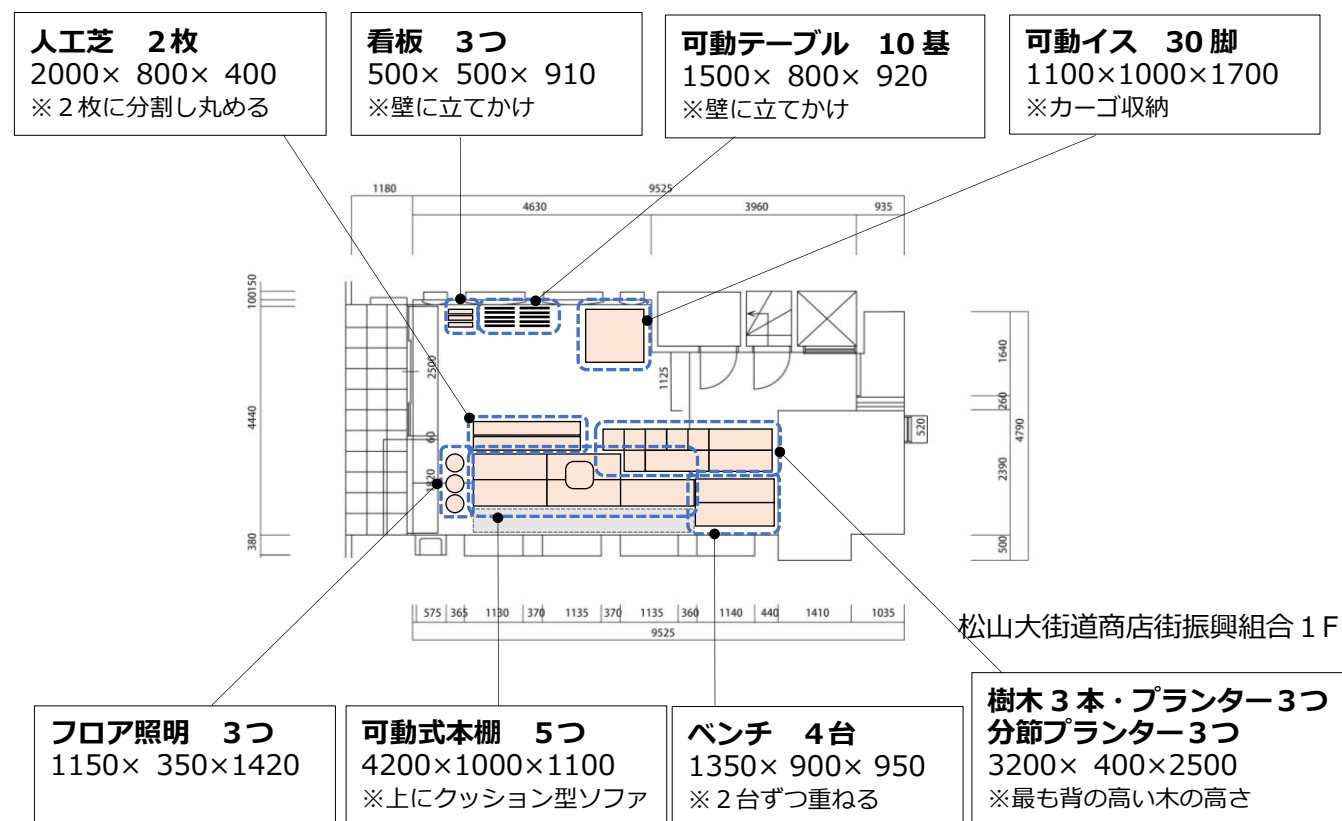 人工芝　２枚
2000× 800× 400
※２枚に分割し丸める
看板　３つ
500× 500× 910
※壁に立てかけ
可動テーブル　10 基
1500× 800× 920
※壁に立てかけ
可動イス　30 脚
1100×1000×1700
※カーゴ収納
1180
9525
4630
3960
935
150
100
4440
380
2500
60
1820
1125
1640
260
2390
500
4790
520
575
365
1130
370
1135
370
1135
360
1140
440
1410
1035
9525
松山大街道商店街振興組合１F
フロア照明　３つ
1150× 350×1420
可動式本棚　５つ
4200×1000×1100
※上にクッション型ソファ
ベンチ　４台
1350× 900× 950
※２台ずつ重ねる
樹木３本・プランター３つ
分節プランター３つ
3200× 400×2500
※最も背の高い木の高さ